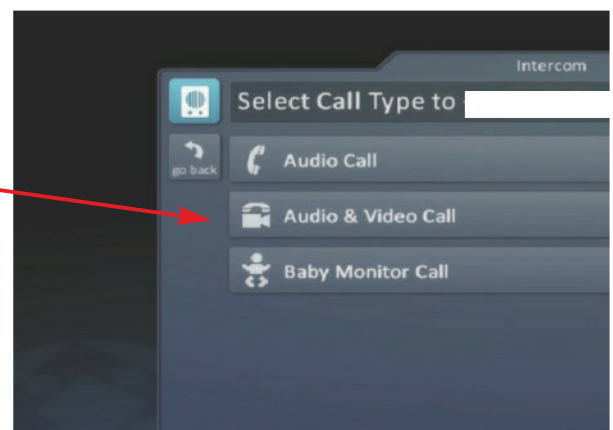 Intercom
Select Call Type to
go back
Audio Call
Audio & Video Call
Baby Monitor Call